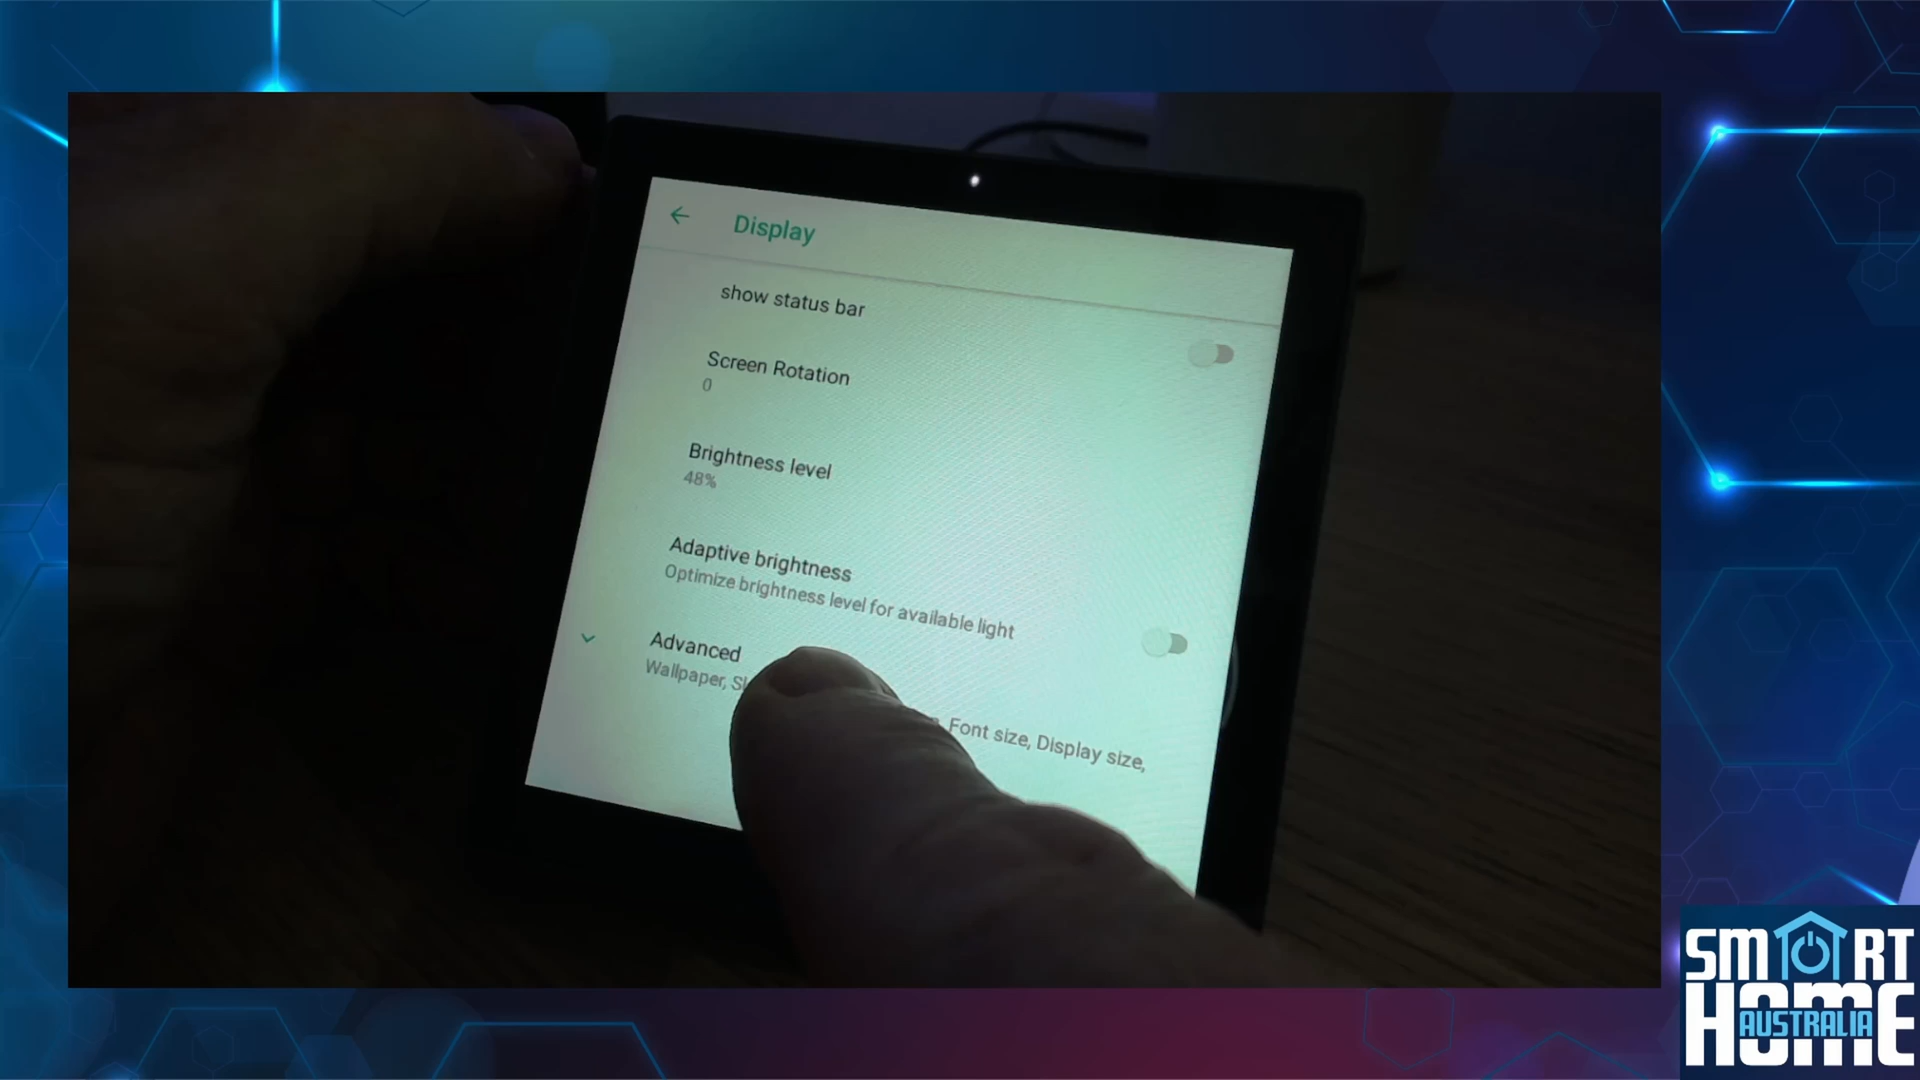 Display
show status bar
Screen Rotation
0
Brightness level
48%
Adaptive brightness
Optimize brightness level for available light
Advanced
Wallpaper, Font size, Display size,
SMART
HOME
AUSTRALIA